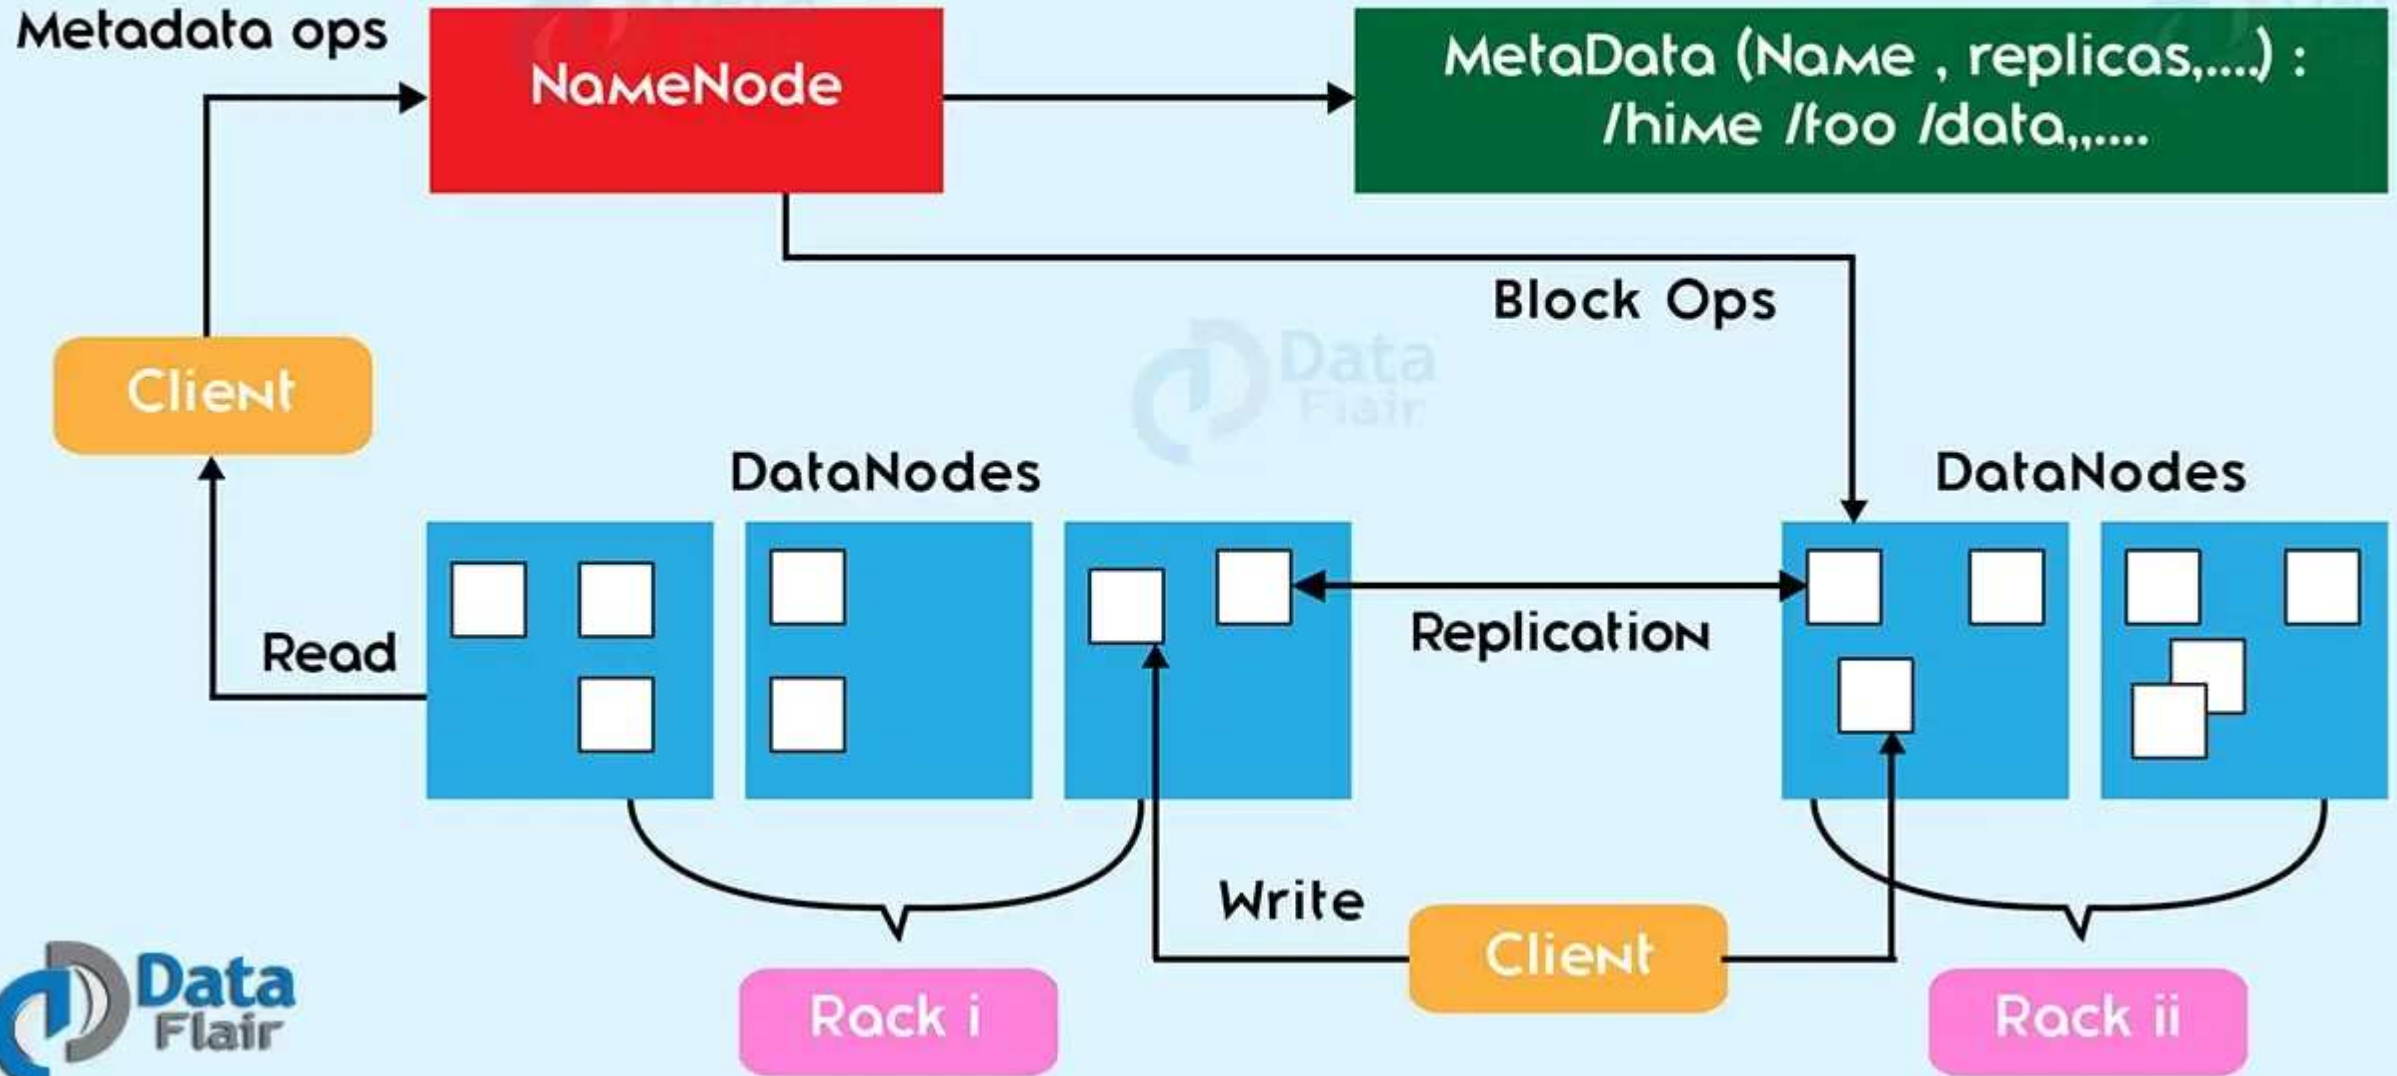 Metadata ops
NameNode
MetaData (Name , replicas,....) :
/hime /foo /data,,....
Block Ops
Client
Data
Flair
DataNodes
DataNodes
Read
Replication
Write
Client
Data
Flair
Rack i
Rack ii